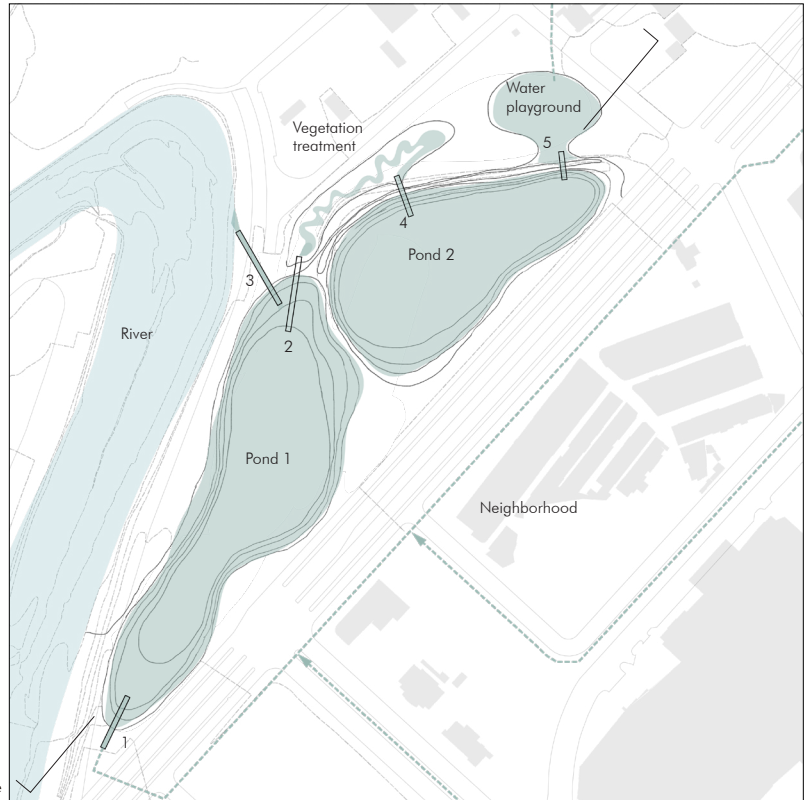 Water
playground
5
Vegetation
treatment
4
Pond 2
3
River
2
Pond 1
Neighborhood
1